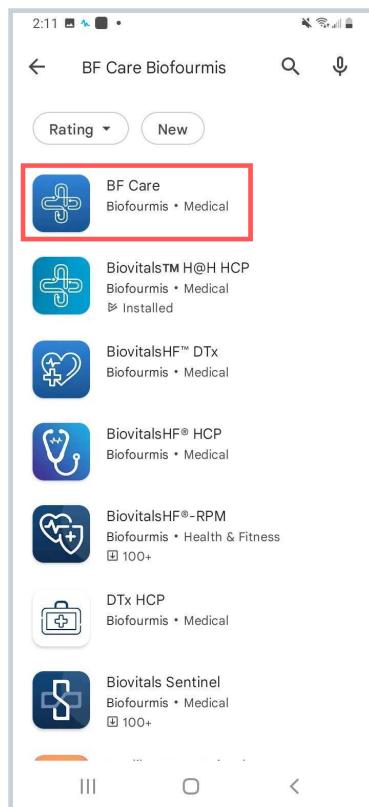 2:11
BF Care Biofourmis
Rating
New
BF Care
Biofourmis • Medical
Biovitals™ H@H HCP
Biofourmis • Medical
Installed
BiovitalsHF™ DTx
Biofourmis • Medical
BiovitalsHF® HCP
Biofourmis • Medical
BiovitalsHF®-RPM
Biofourmis • Health & Fitness
100+
DTx HCP
Biofourmis • Medical
Biovitals Sentinel
Biofourmis • Medical
100+